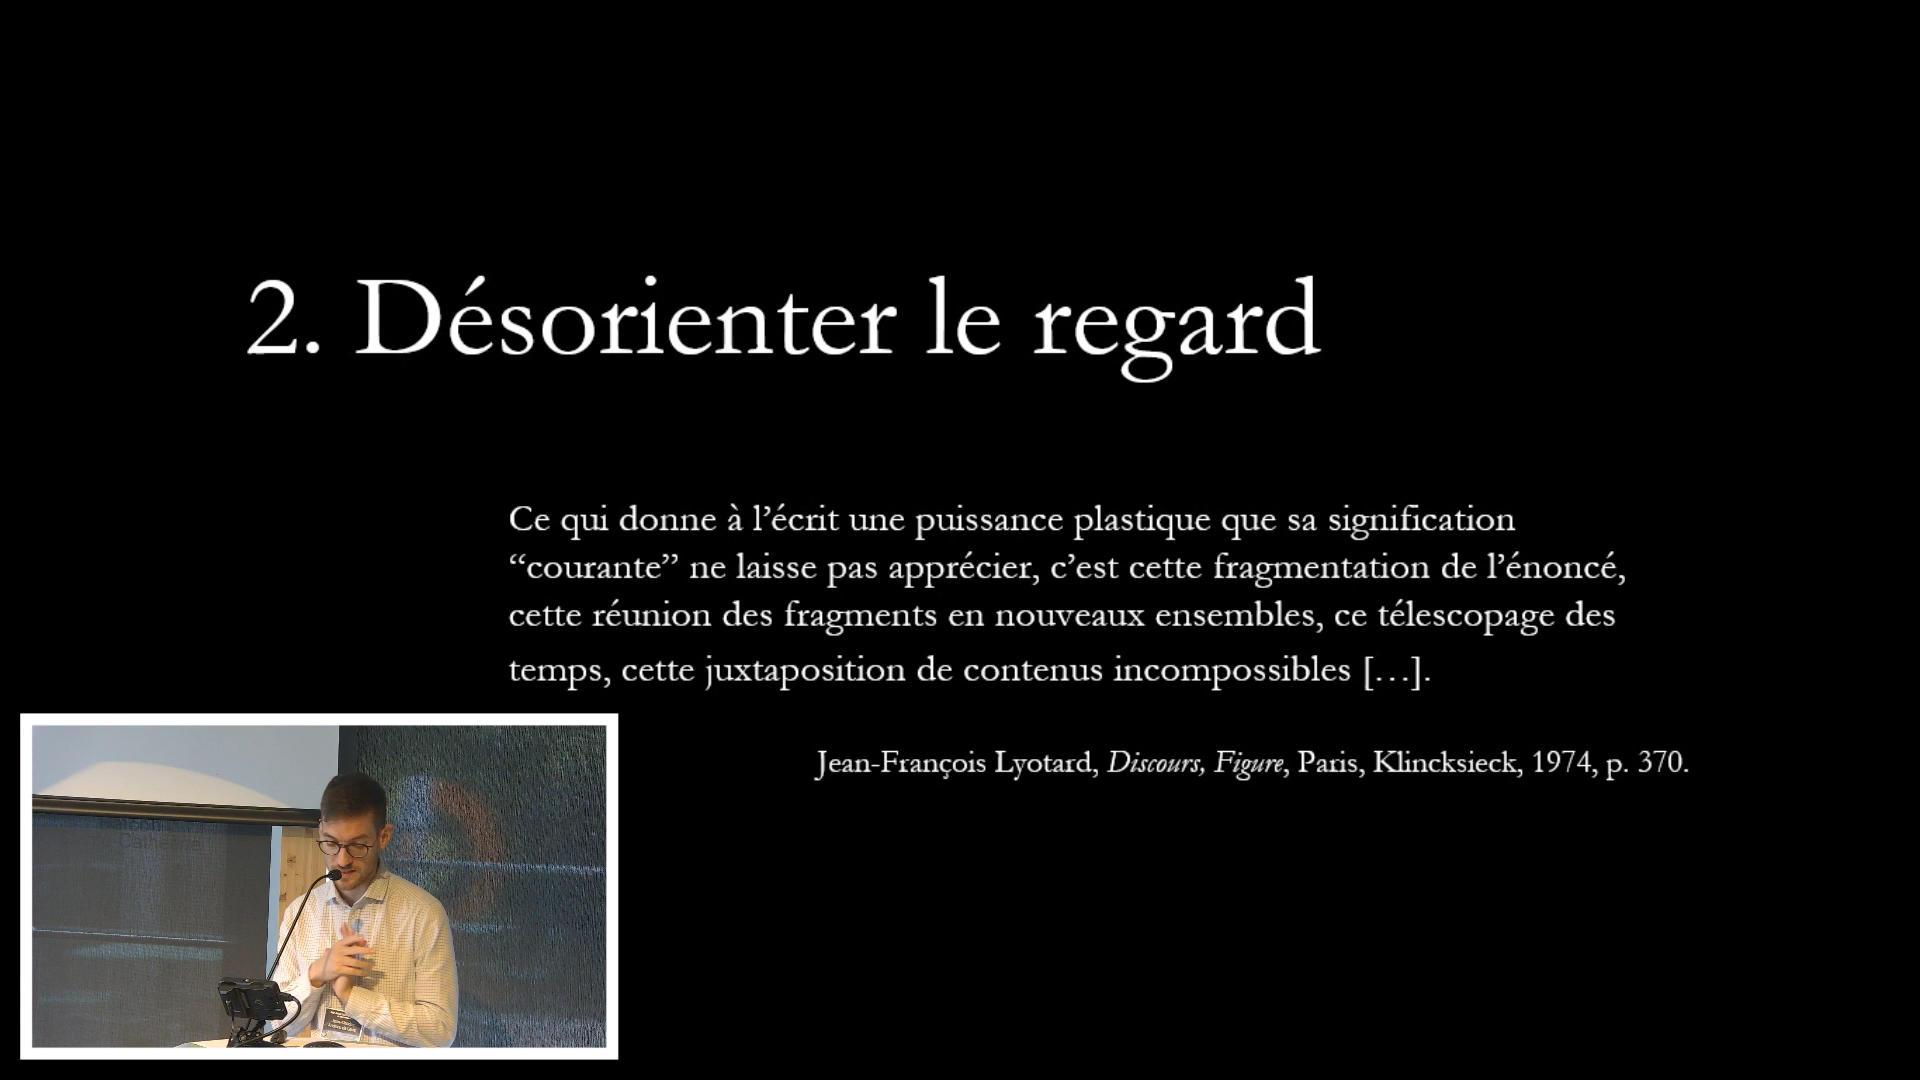 2. Désorienter le regard
Ce qui donne à l’écrit une puissance plastique que sa signification
“courante” ne laisse pas apprécier, c’est cette fragmentation de l’énoncé,
cette réunion des fragments en nouveaux ensembles, ce télescopage des
temps, cette juxtaposition de contenus incompossibles […].
Jean-François Lyotard, Discours, Figure, Paris, Klincksieck, 1974, p. 370.